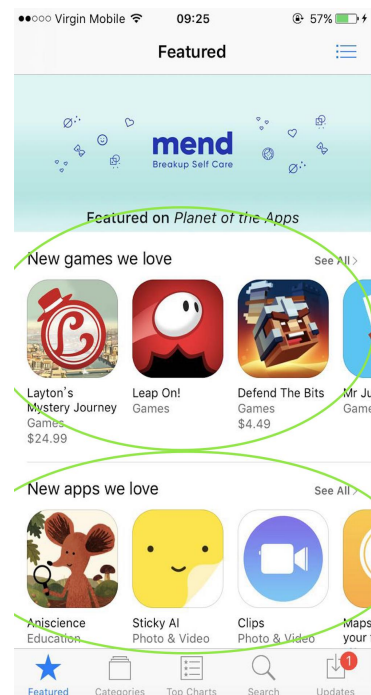 Virgin Mobile 09:25 57%
Featured
mend
Breakup Self Care
Featured on Planet of the Apps
New games we love See All >
Layton's
Mystery Journey
Games
$24.99
Leap On!
Games
Defend The Bits
Games
$4.49
Mr Ju
Game
New apps we love See All >
Aniscience
Education
Sticky AI
Photo & Video
Clips
Photo & Video
Maps
your
1
Featured Categories Top Charts Search Updates